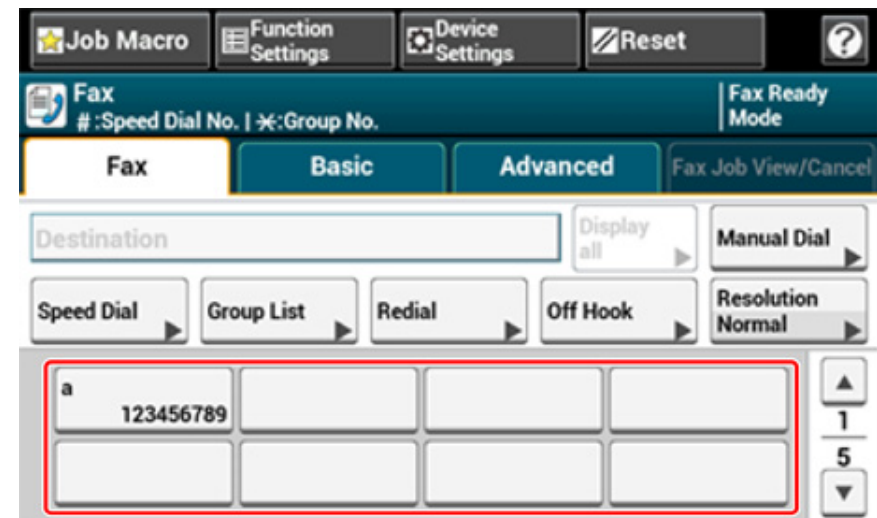 Job Macro
Function
Settings
Device
Settings
Reset
?
Fax
#:Speed Dial No. | ⁎:Group No.
Fax Ready
Mode
Fax
Basic
Advanced
Fax Job View/Cancel
Destination
Display
all
Manual Dial
Speed Dial
Group List
Redial
Off Hook
Resolution
Normal
a
123456789
1
5